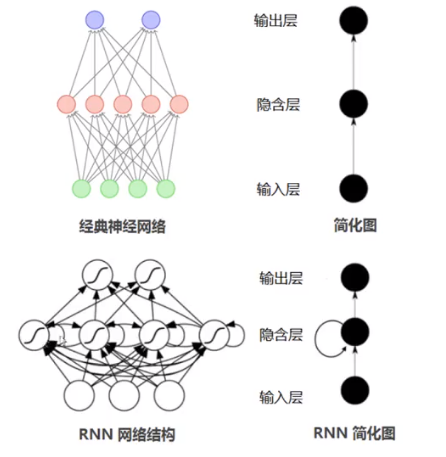 输出层
隐含层
输入层
经典神经网络
简化图
输出层
隐含层
输入层
RNN 网络结构
RNN 简化图